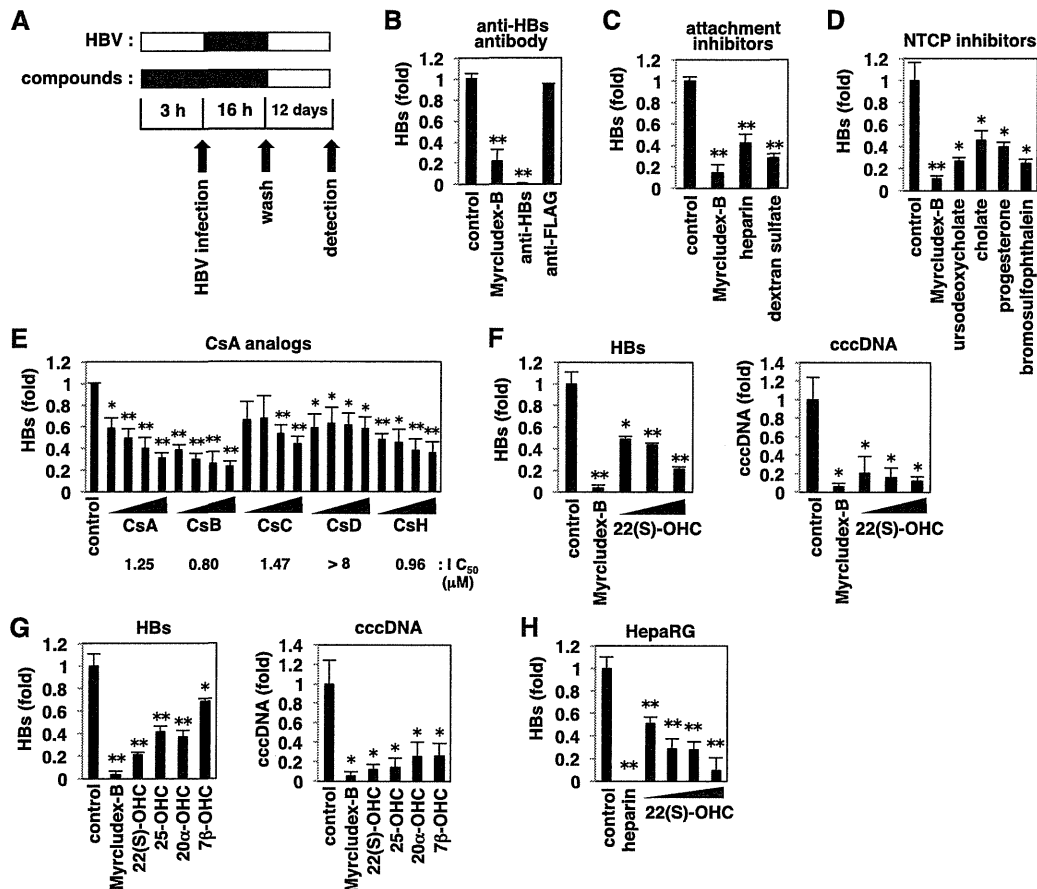 A
HBV :
compounds :
3 h 16 h 12 days
HBV infection
wash
detection
B
anti-HBs
antibody
HBs (fold)
1.2
1
0.8
0.6
0.4
0.2
0
** **
control
Myrcludex-B
anti-HBs
anti-FLAG
C
attachment
inhibitors
HBs (fold)
1.2
1
0.8
0.6
0.4
0.2
0
** ** **
control
Myrcludex-B
heparin
dextran sulfate
D
NTCP inhibitors
HBs (fold)
1.2
1
0.8
0.6
0.4
0.2
0
** * * * *
control
Myrcludex-B
ursodeoxycholate
cholate
progesterone
bromosulfophthalein
E
CsA analogs
HBs (fold)
1.2
1
0.8
0.6
0.4
0.2
0
* ** ** ** ** ** ** ** ** ** * * * * ** * ** **
control
CsA CsB CsC CsD CsH
1.25 0.80 1.47 > 8 0.96 : I C50
(μM)
F
HBs
HBs (fold)
1.2
1
0.8
0.6
0.4
0.2
0
** * ** **
control
Myrcludex-B
22(S)-OHC
cccDNA
cccDNA (fold)
1.4
1.2
1
0.8
0.6
0.4
0.2
0
* * * *
control
Myrcludex-B
22(S)-OHC
G
HBs
HBs (fold)
1.2
1
0.8
0.6
0.4
0.2
0
** ** ** ** *
control
Myrcludex-B
22(S)-OHC
25-OHC
20α-OHC
7β-OHC
cccDNA
cccDNA (fold)
1.4
1.2
1
0.8
0.6
0.4
0.2
0
* * * * *
control
Myrcludex-B
22(S)-OHC
25-OHC
20α-OHC
7β-OHC
H
HepaRG
HBs (fold)
1.2
1
0.8
0.6
0.4
0.2
0
** ** ** ** **
control
heparin
22(S)-OHC